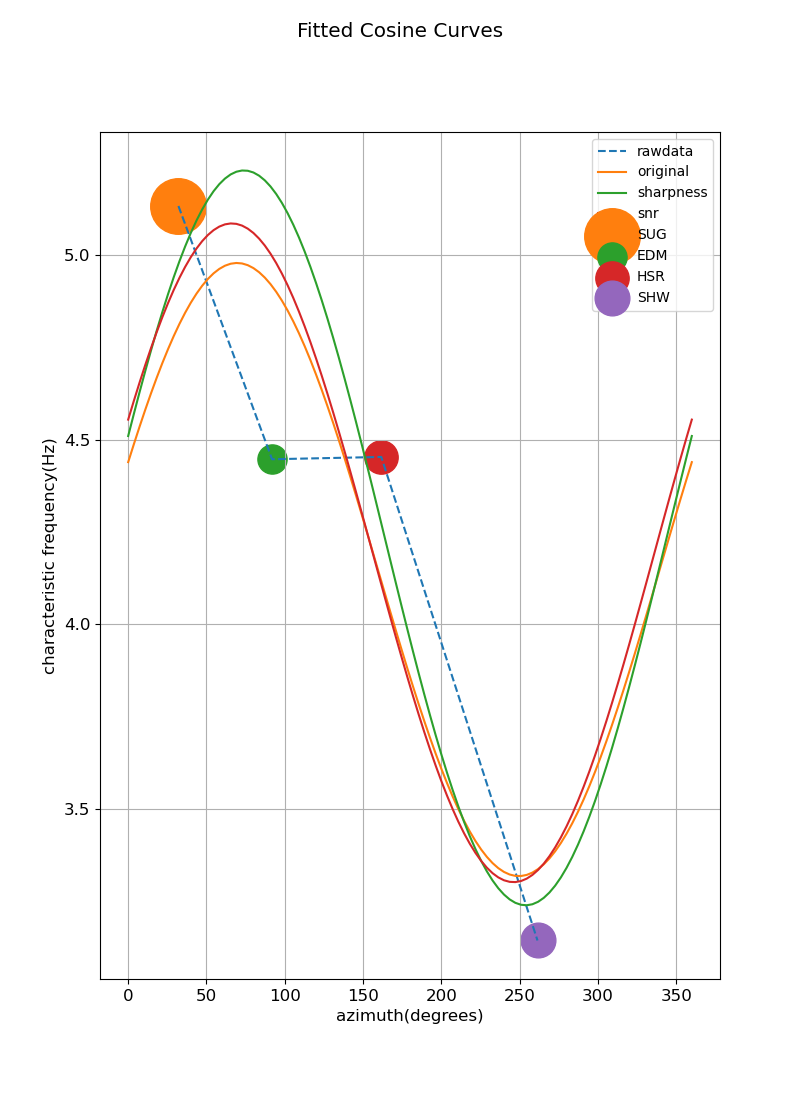 Fitted Cosine Curves
rawdata
original
sharpness
snr
SUG
EDM
HSR
SHW
5.0
4.5
4.0
3.5
characteristic frequency(Hz)
0 50 100 150 200 250 300 350
azimuth(degrees)